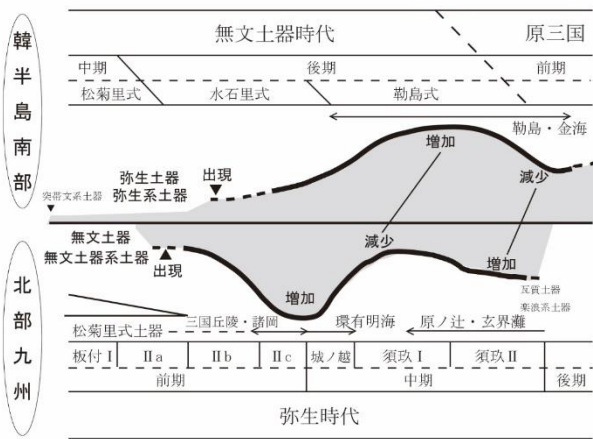 韓半島南部
無文土器時代
原三国
中期
後期
前期
松菊里式
水石里式
勒島式
勒島・金海
増加
減少
出現
弥生土器
弥生系土器
突帯文系土器
無文土器
無文土器系土器
出現
減少
増加
増加
瓦質土器
楽浪系土器
北部九州
松菊里式土器
三国丘陵・諸岡
環有明海
原ノ辻・玄界灘
板付Ⅰ
Ⅱa
Ⅱb
Ⅱc
城ノ越
須玖Ⅰ
須玖Ⅱ
前期
中期
後期
弥生時代